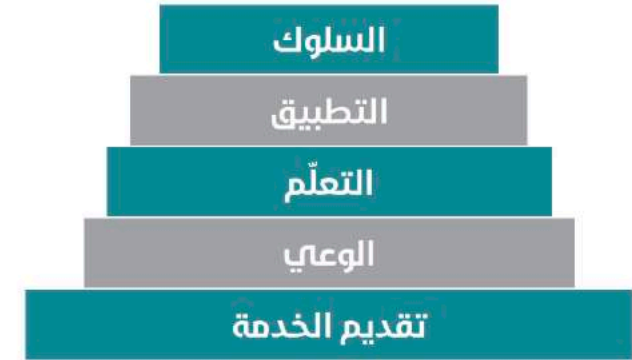 السلوك
التطبيق
التعلّم
الوعي
تقديم الخدمة